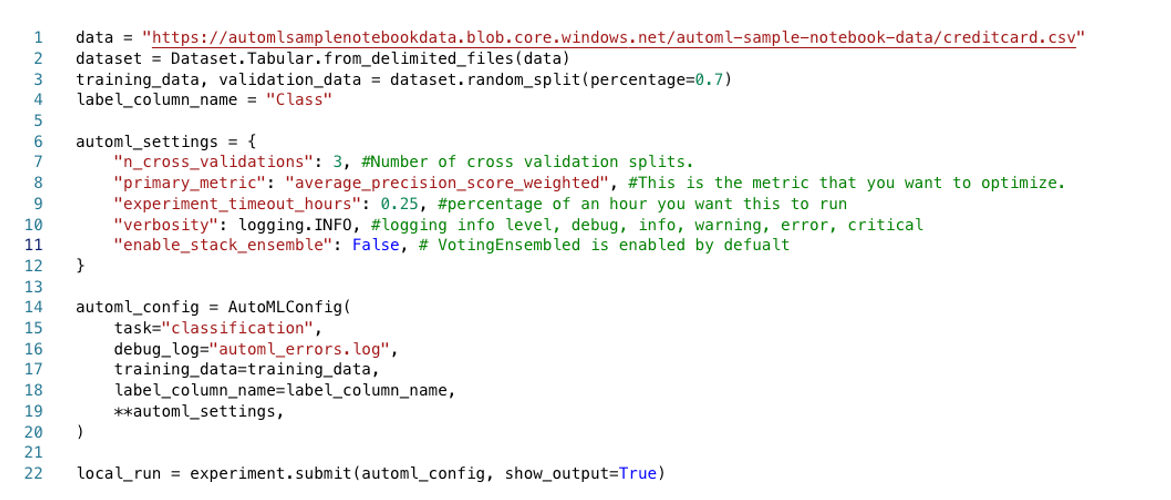 1 data = "https://automlsamplenotebookdata.blob.core.windows.net/automl-sample-notebook-data/creditcard.csv"
2 dataset = Dataset.Tabular.from_delimited_files(data)
3 training_data, validation_data = dataset.random_split(percentage=0.7)
4 label_column_name = "Class"
5
6 automl_settings = {
7     "n_cross_validations": 3, #Number of cross validation splits.
8     "primary_metric": "average_precision_score_weighted", #This is the metric that you want to optimize.
9     "experiment_timeout_hours": 0.25, #percentage of an hour you want this to run
10     "verbosity": logging.INFO, #logging info level, debug, info, warning, error, critical
11     "enable_stack_ensemble": False, # VotingEnsembled is enabled by defualt
12 }
13
14 automl_config = AutoMLConfig(
15     task="classification",
16     debug_log="automl_errors.log",
17     training_data=training_data,
18     label_column_name=label_column_name,
19     **automl_settings,
20 )
21
22 local_run = experiment.submit(automl_config, show_output=True)